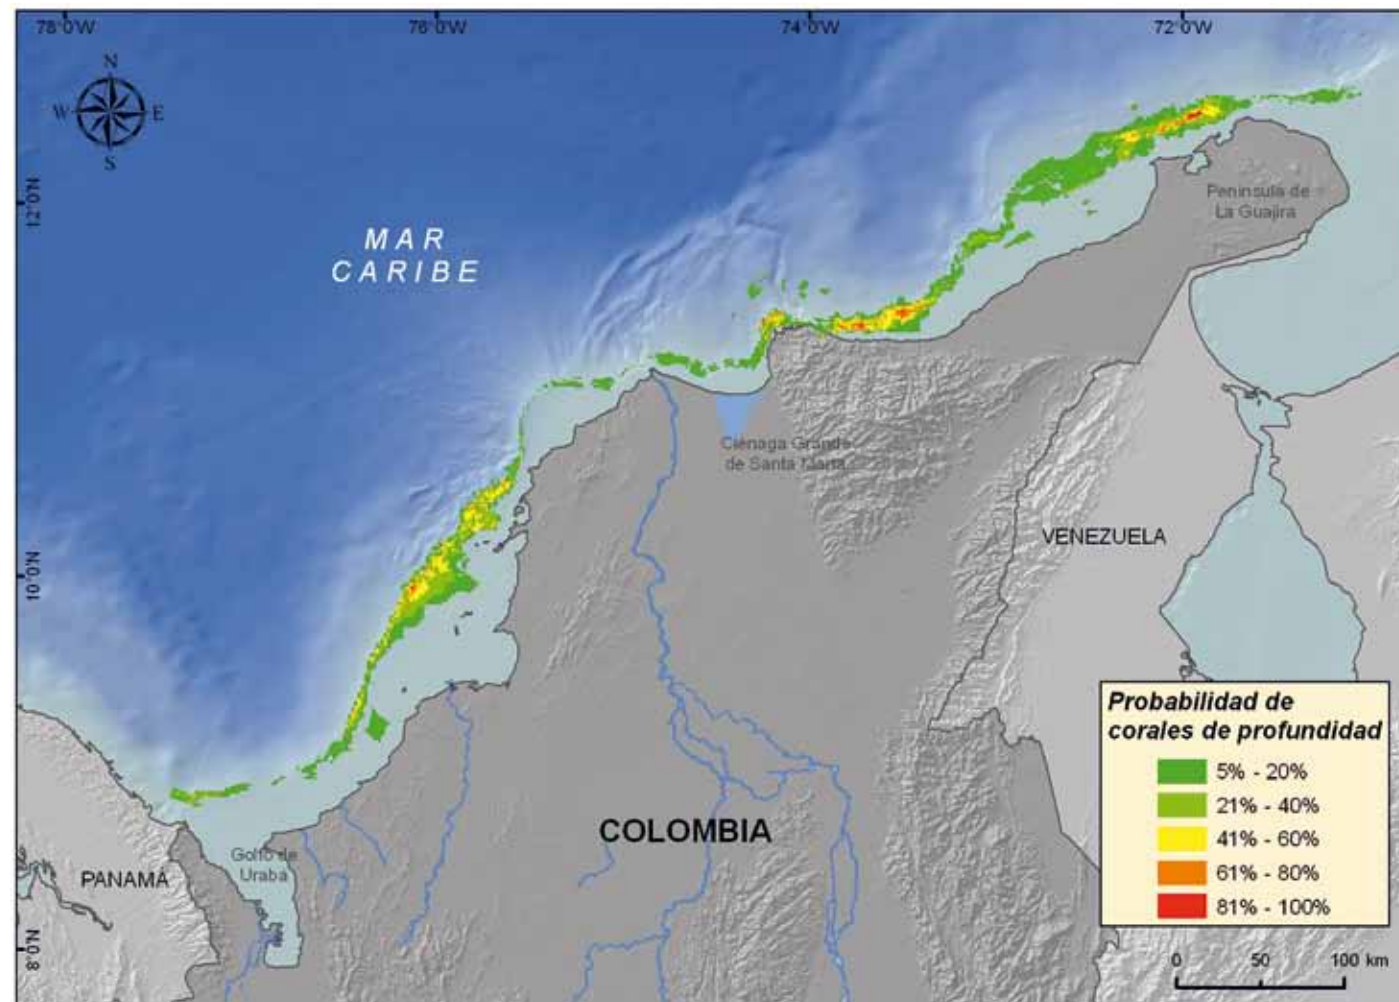 78°0'W
76°0'W
74°0'W
72°0'W
N
W
E
S
12°0'N
10°0'N
8°0'N
MAR
CARIBE
Peninsula de
La Guajira
Ciénaga Grande
de Santa Marta
VENEZUELA
COLOMBIA
Golfo de
Urabá
PANAMÁ
Probabilidad de
corales de profundidad
5% - 20%
21% - 40%
41% - 60%
61% - 80%
81% - 100%
0 50 100 km